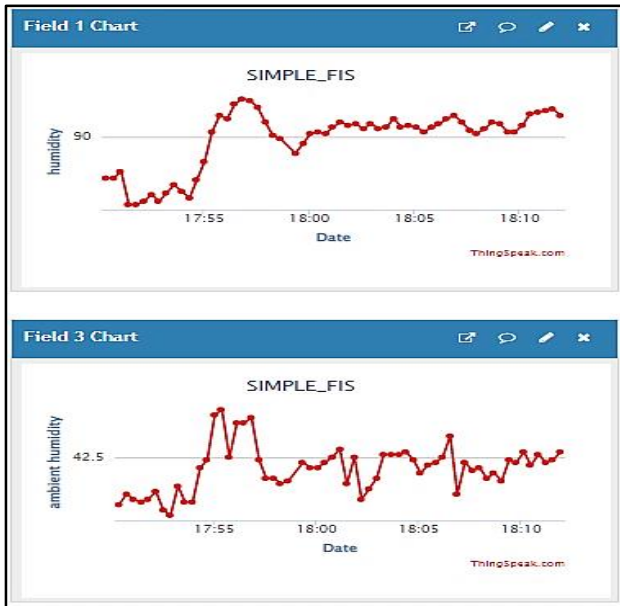 Field 1 Chart
SIMPLE_FIS
humidity
90
17:55 18:00 18:05 18:10
Date
ThingSpeak.com
Field 3 Chart
SIMPLE_FIS
ambient humidity
42.5
17:55 18:00 18:05 18:10
Date
ThingSpeak.com